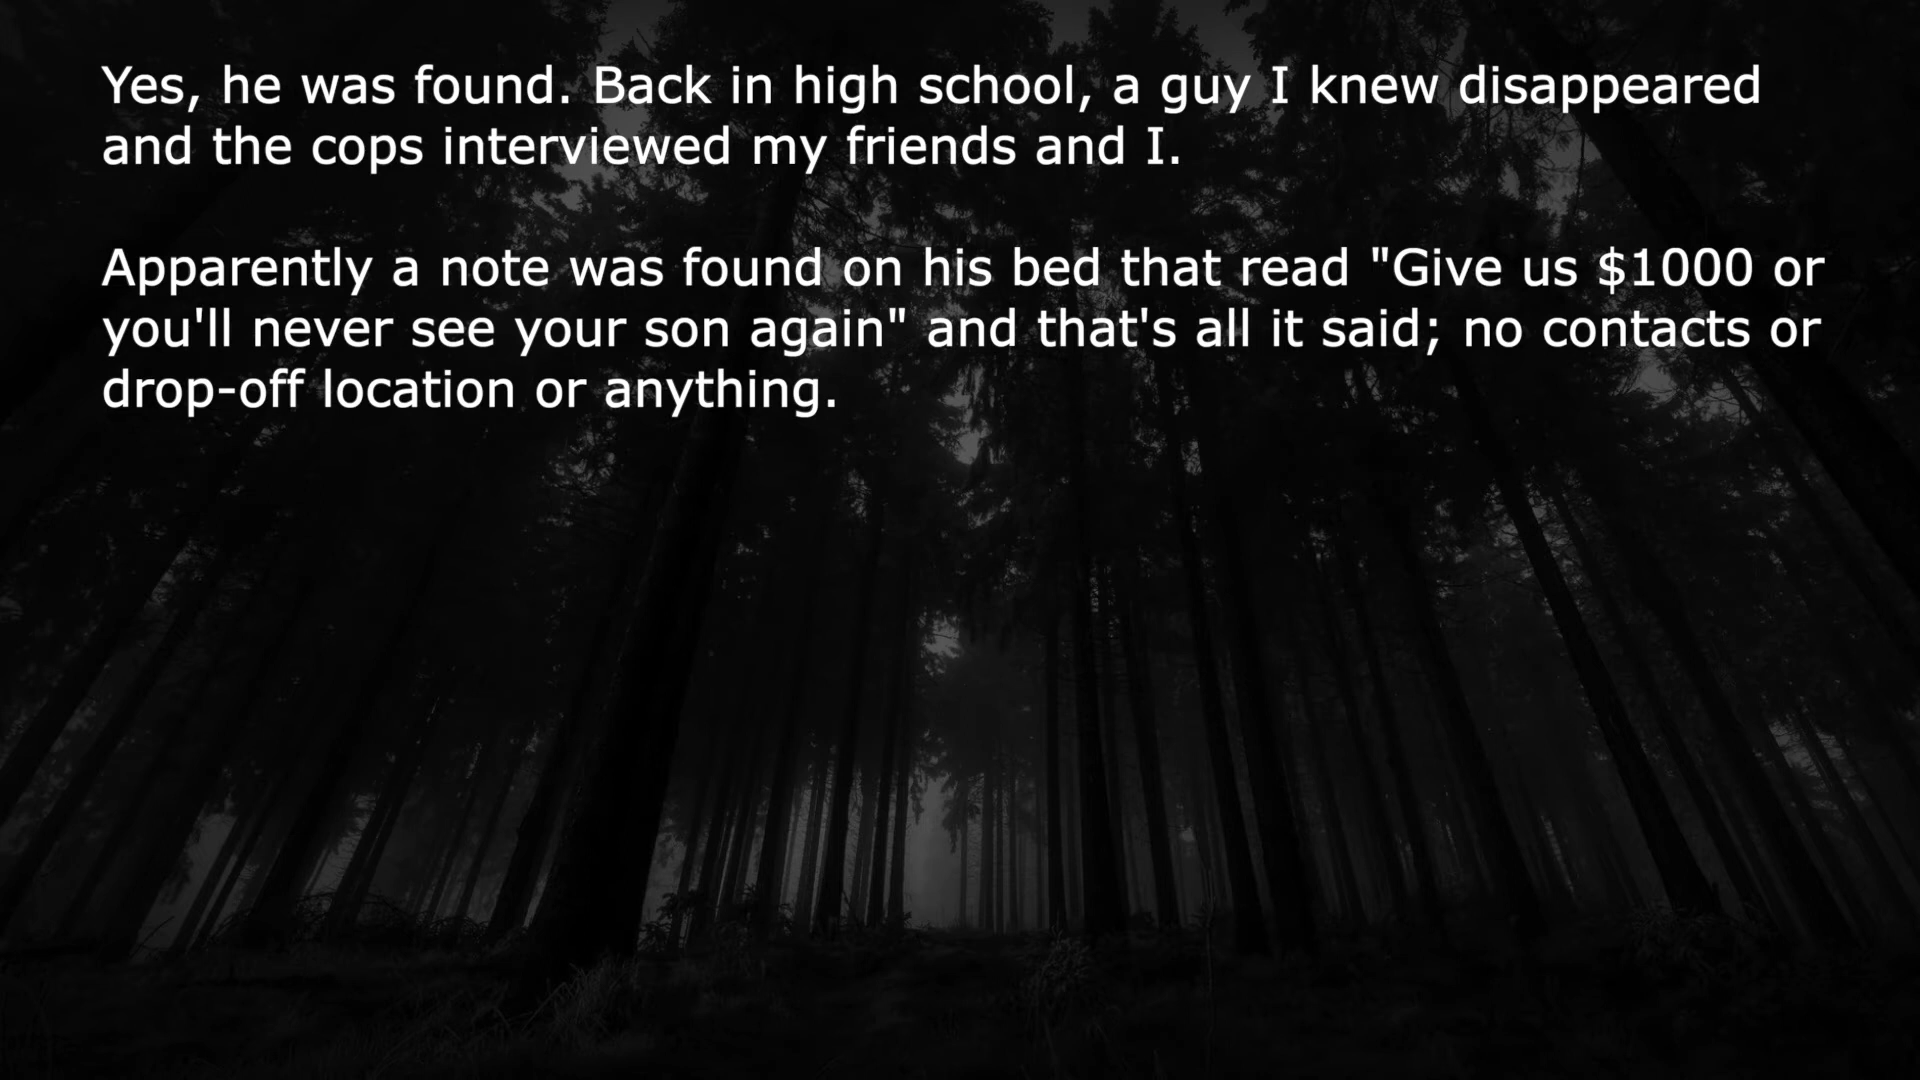 Yes, he was found. Back in high school, a guy I knew disappeared
and the cops interviewed my friends and I.
Apparently a note was found on his bed that read "Give us $1000 or
you'll never see your son again" and that's all it said; no contacts or
drop-off location or anything.